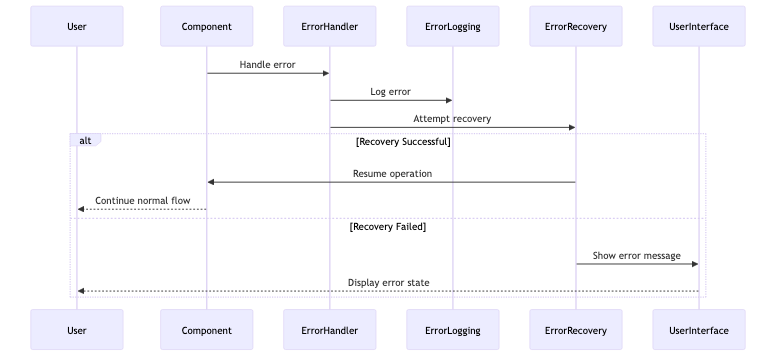 User Component ErrorHandler ErrorLogging ErrorRecovery UserInterface
Handle error
Log error
Attempt recovery
alt [Recovery Successful]
Resume operation
Continue normal flow
[Recovery Failed]
Show error message
Display error state
User Component ErrorHandler ErrorLogging ErrorRecovery UserInterface